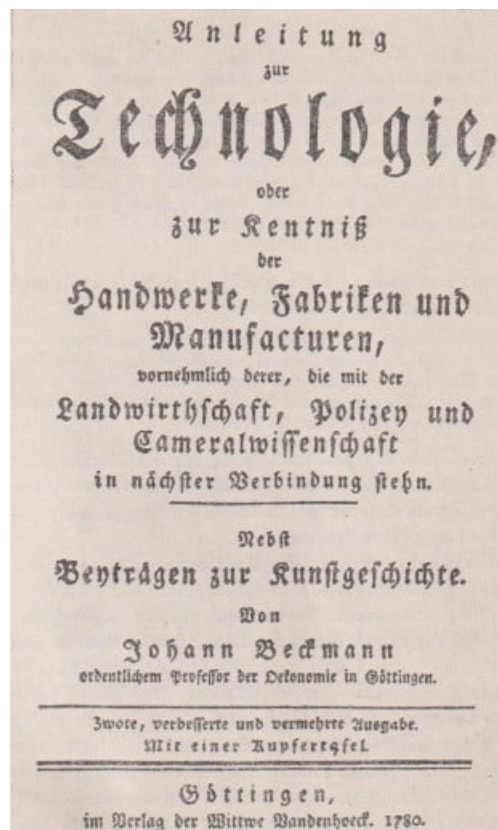 Anleitung
zur
Technologie,
oder
zur Kentniß
der
Handwerke, Fabriken und
Manufacturen,
vornehmlich derer, die mit der
Landwirthschaft, Polizey und
Cameralwissenschaft
in nächster Verbindung stehn.
Nebst
Beyträgen zur Kunstgeschichte.
Von
Johann Beckmann
ordentlichem Professor der Oekonomie in Göttingen.
Zwote, verbesserte und vermehrte Ausgabe.
Mit einer Kupfertafel.
Göttingen,
im Verlag der Wittwe Vandenhoeck. 1780.